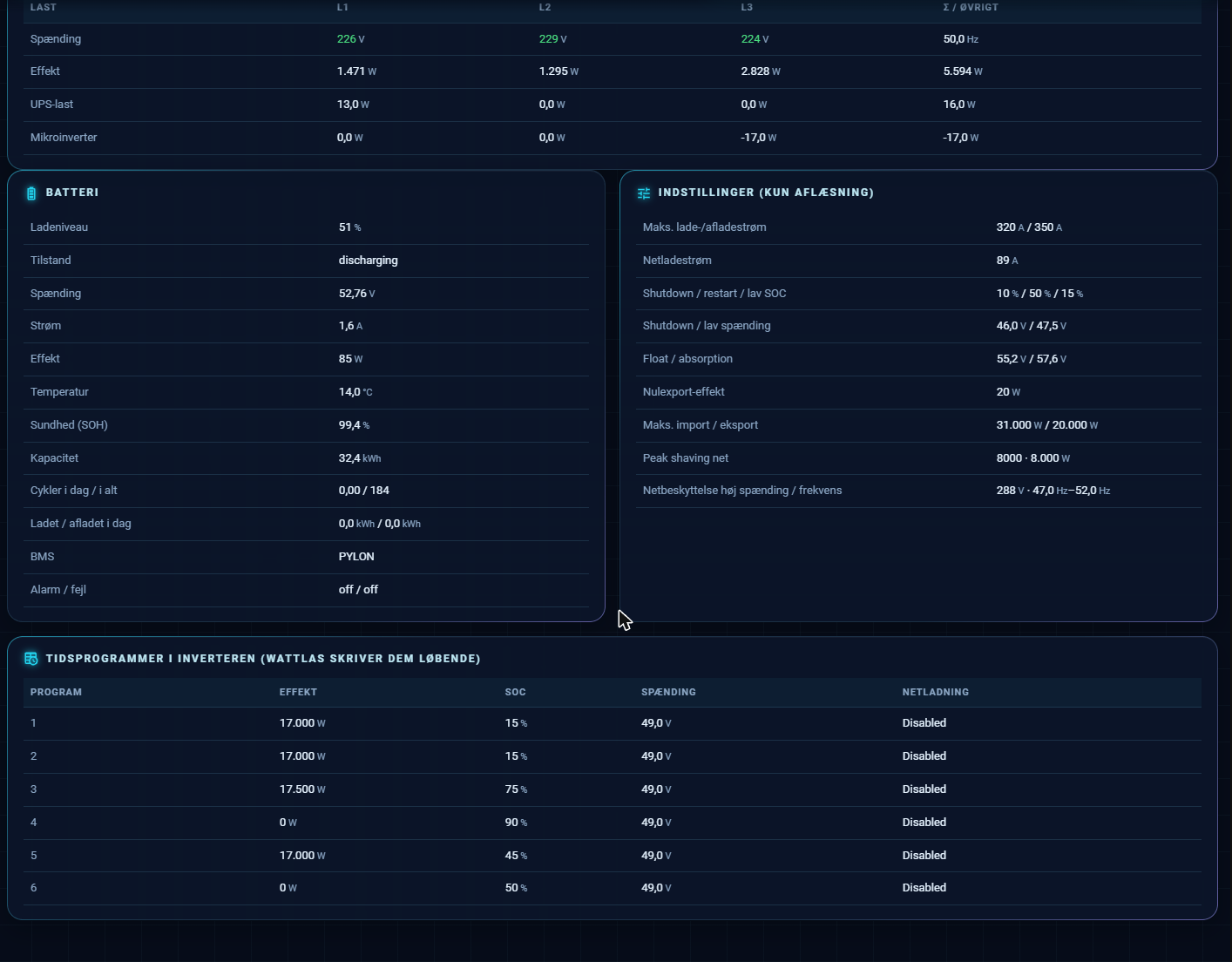 LAST L1 L2 L3 Σ / ØVRIGT
Spænding 226 V 229 V 224 V 50,0 Hz
Effekt 1.471 W 1.295 W 2.828 W 5.594 W
UPS-last 13,0 W 0,0 W 0,0 W 16,0 W
Mikroinverter 0,0 W 0,0 W -17,0 W -17,0 W
BATTERI
Ladeniveau 51 %
Tilstand discharging
Spænding 52,76 V
Strøm 1,6 A
Effekt 85 W
Temperatur 14,0 °C
Sundhed (SOH) 99,4 %
Kapacitet 32,4 kWh
Cykler i dag / i alt 0,00 / 184
Ladet / afladet i dag 0,0 kWh / 0,0 kWh
BMS PYLON
Alarm / fejl off / off
INDSTILLINGER (KUN AFLÆSNING)
Maks. lade-/afladestrøm 320 A / 350 A
Netladestrøm 89 A
Shutdown / restart / lav SOC 10 % / 50 % / 15 %
Shutdown / lav spænding 46,0 V / 47,5 V
Float / absorption 55,2 V / 57,6 V
Nulexport-effekt 20 W
Maks. import / eksport 31.000 W / 20.000 W
Peak shaving net 8000 · 8.000 W
Netbeskyttelse høj spænding / frekvens 288 V · 47,0 Hz–52,0 Hz
TIDSPROGRAMMER I INVERTEREN (WATTLAS SKRIVER DEM LØBENDE)
PROGRAM EFFEKT SOC SPÆNDING NETLADNING
1 17.000 W 15 % 49,0 V Disabled
2 17.000 W 15 % 49,0 V Disabled
3 17.500 W 75 % 49,0 V Disabled
4 0 W 90 % 49,0 V Disabled
5 17.000 W 45 % 49,0 V Disabled
6 0 W 50 % 49,0 V Disabled